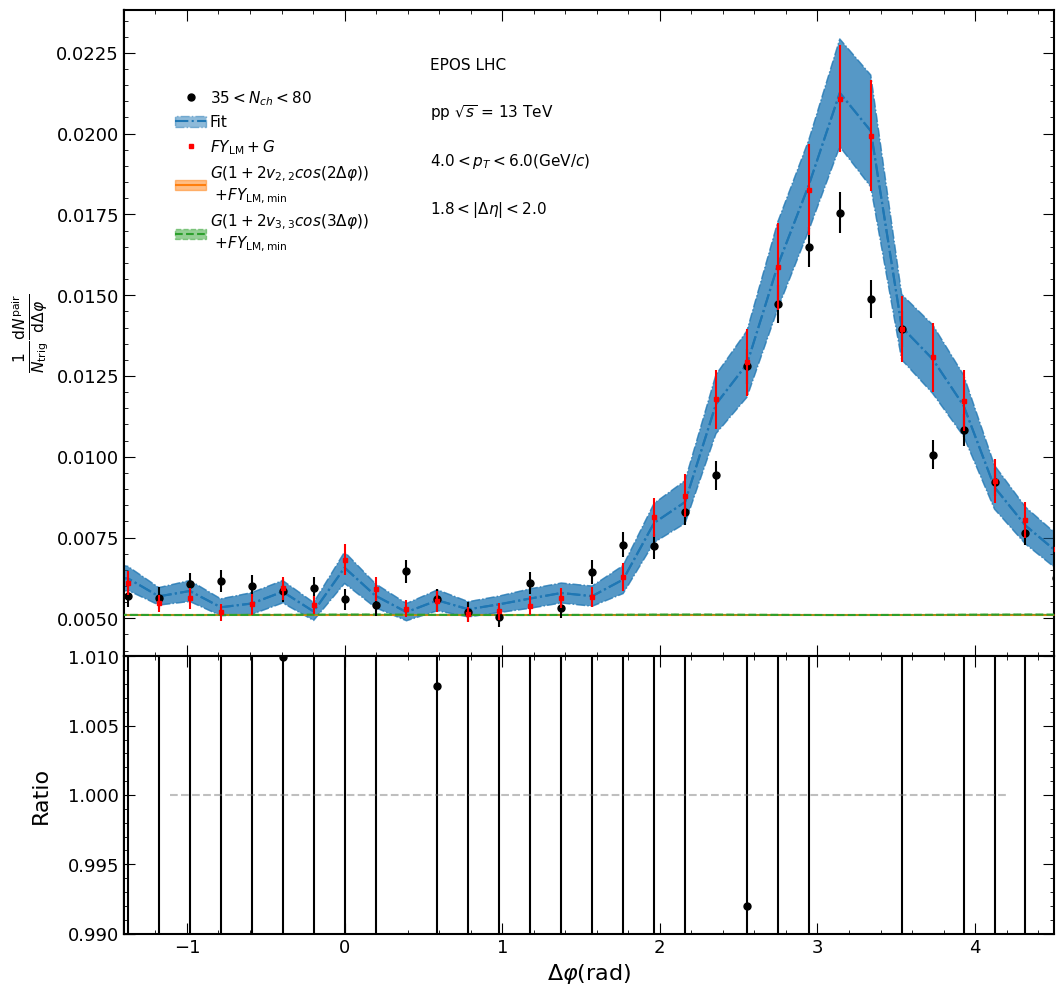 0.0225
0.0200
0.0175
0.0150
0.0125
0.0100
0.0075
0.0050
1/N_trig dN^pair/dΔφ
EPOS LHC
pp √s = 13 TeV
4.0 < p_T < 6.0(GeV/c)
1.8 < |Δη| < 2.0
35 < N_ch < 80
Fit
FY_LM + G
G(1 + 2v_2,2cos(2Δφ))
+FY_LM,min
G(1 + 2v_3,3cos(3Δφ))
+FY_LM,min
1.010
1.005
1.000
0.995
0.990
Ratio
−1 0 1 2 3 4
Δφ(rad)